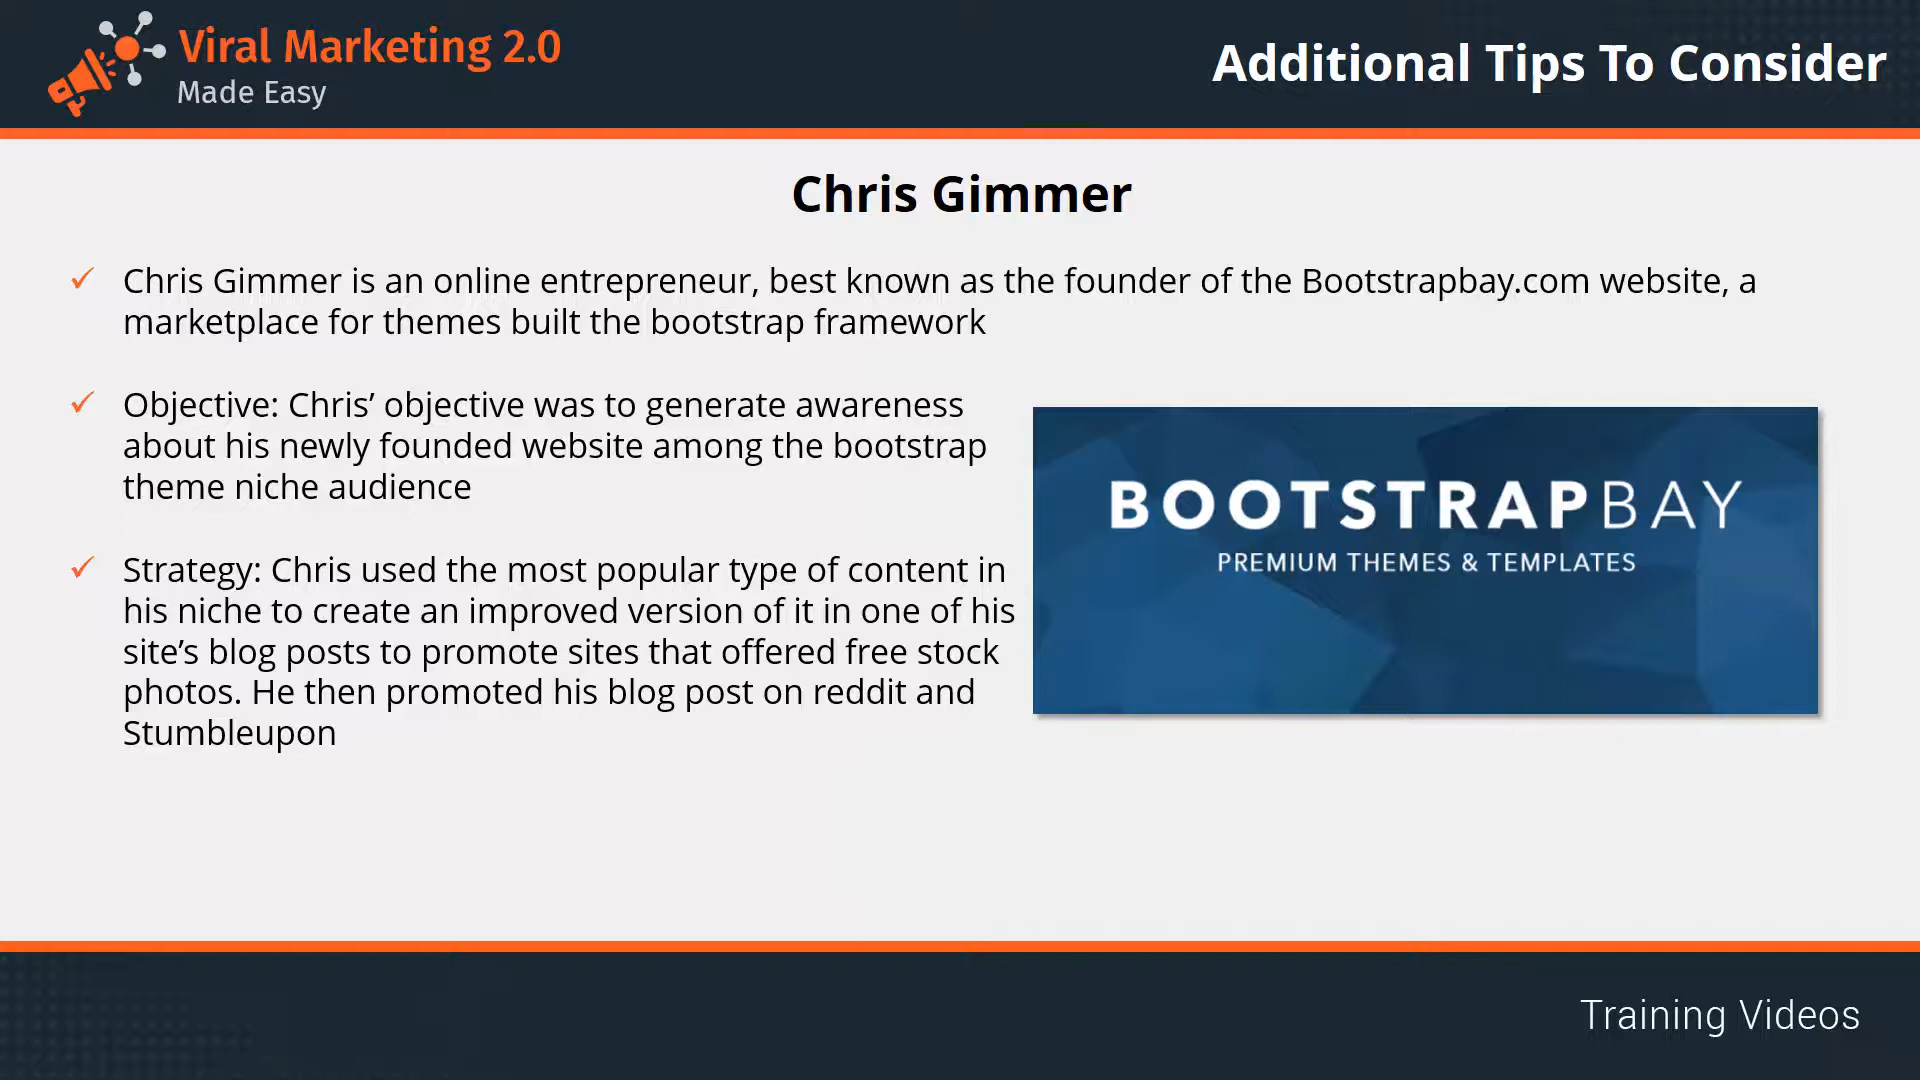 Viral Marketing 2.0
Made Easy
Additional Tips To Consider
Chris Gimmer
✓ Chris Gimmer is an online entrepreneur, best known as the founder of the Bootstrapbay.com website, a
marketplace for themes built the bootstrap framework
✓ Objective: Chris’ objective was to generate awareness
about his newly founded website among the bootstrap
theme niche audience
✓ Strategy: Chris used the most popular type of content in
his niche to create an improved version of it in one of his
site’s blog posts to promote sites that offered free stock
photos. He then promoted his blog post on reddit and
Stumbleupon
BOOTSTRAPBAY
PREMIUM THEMES & TEMPLATES
Training Videos